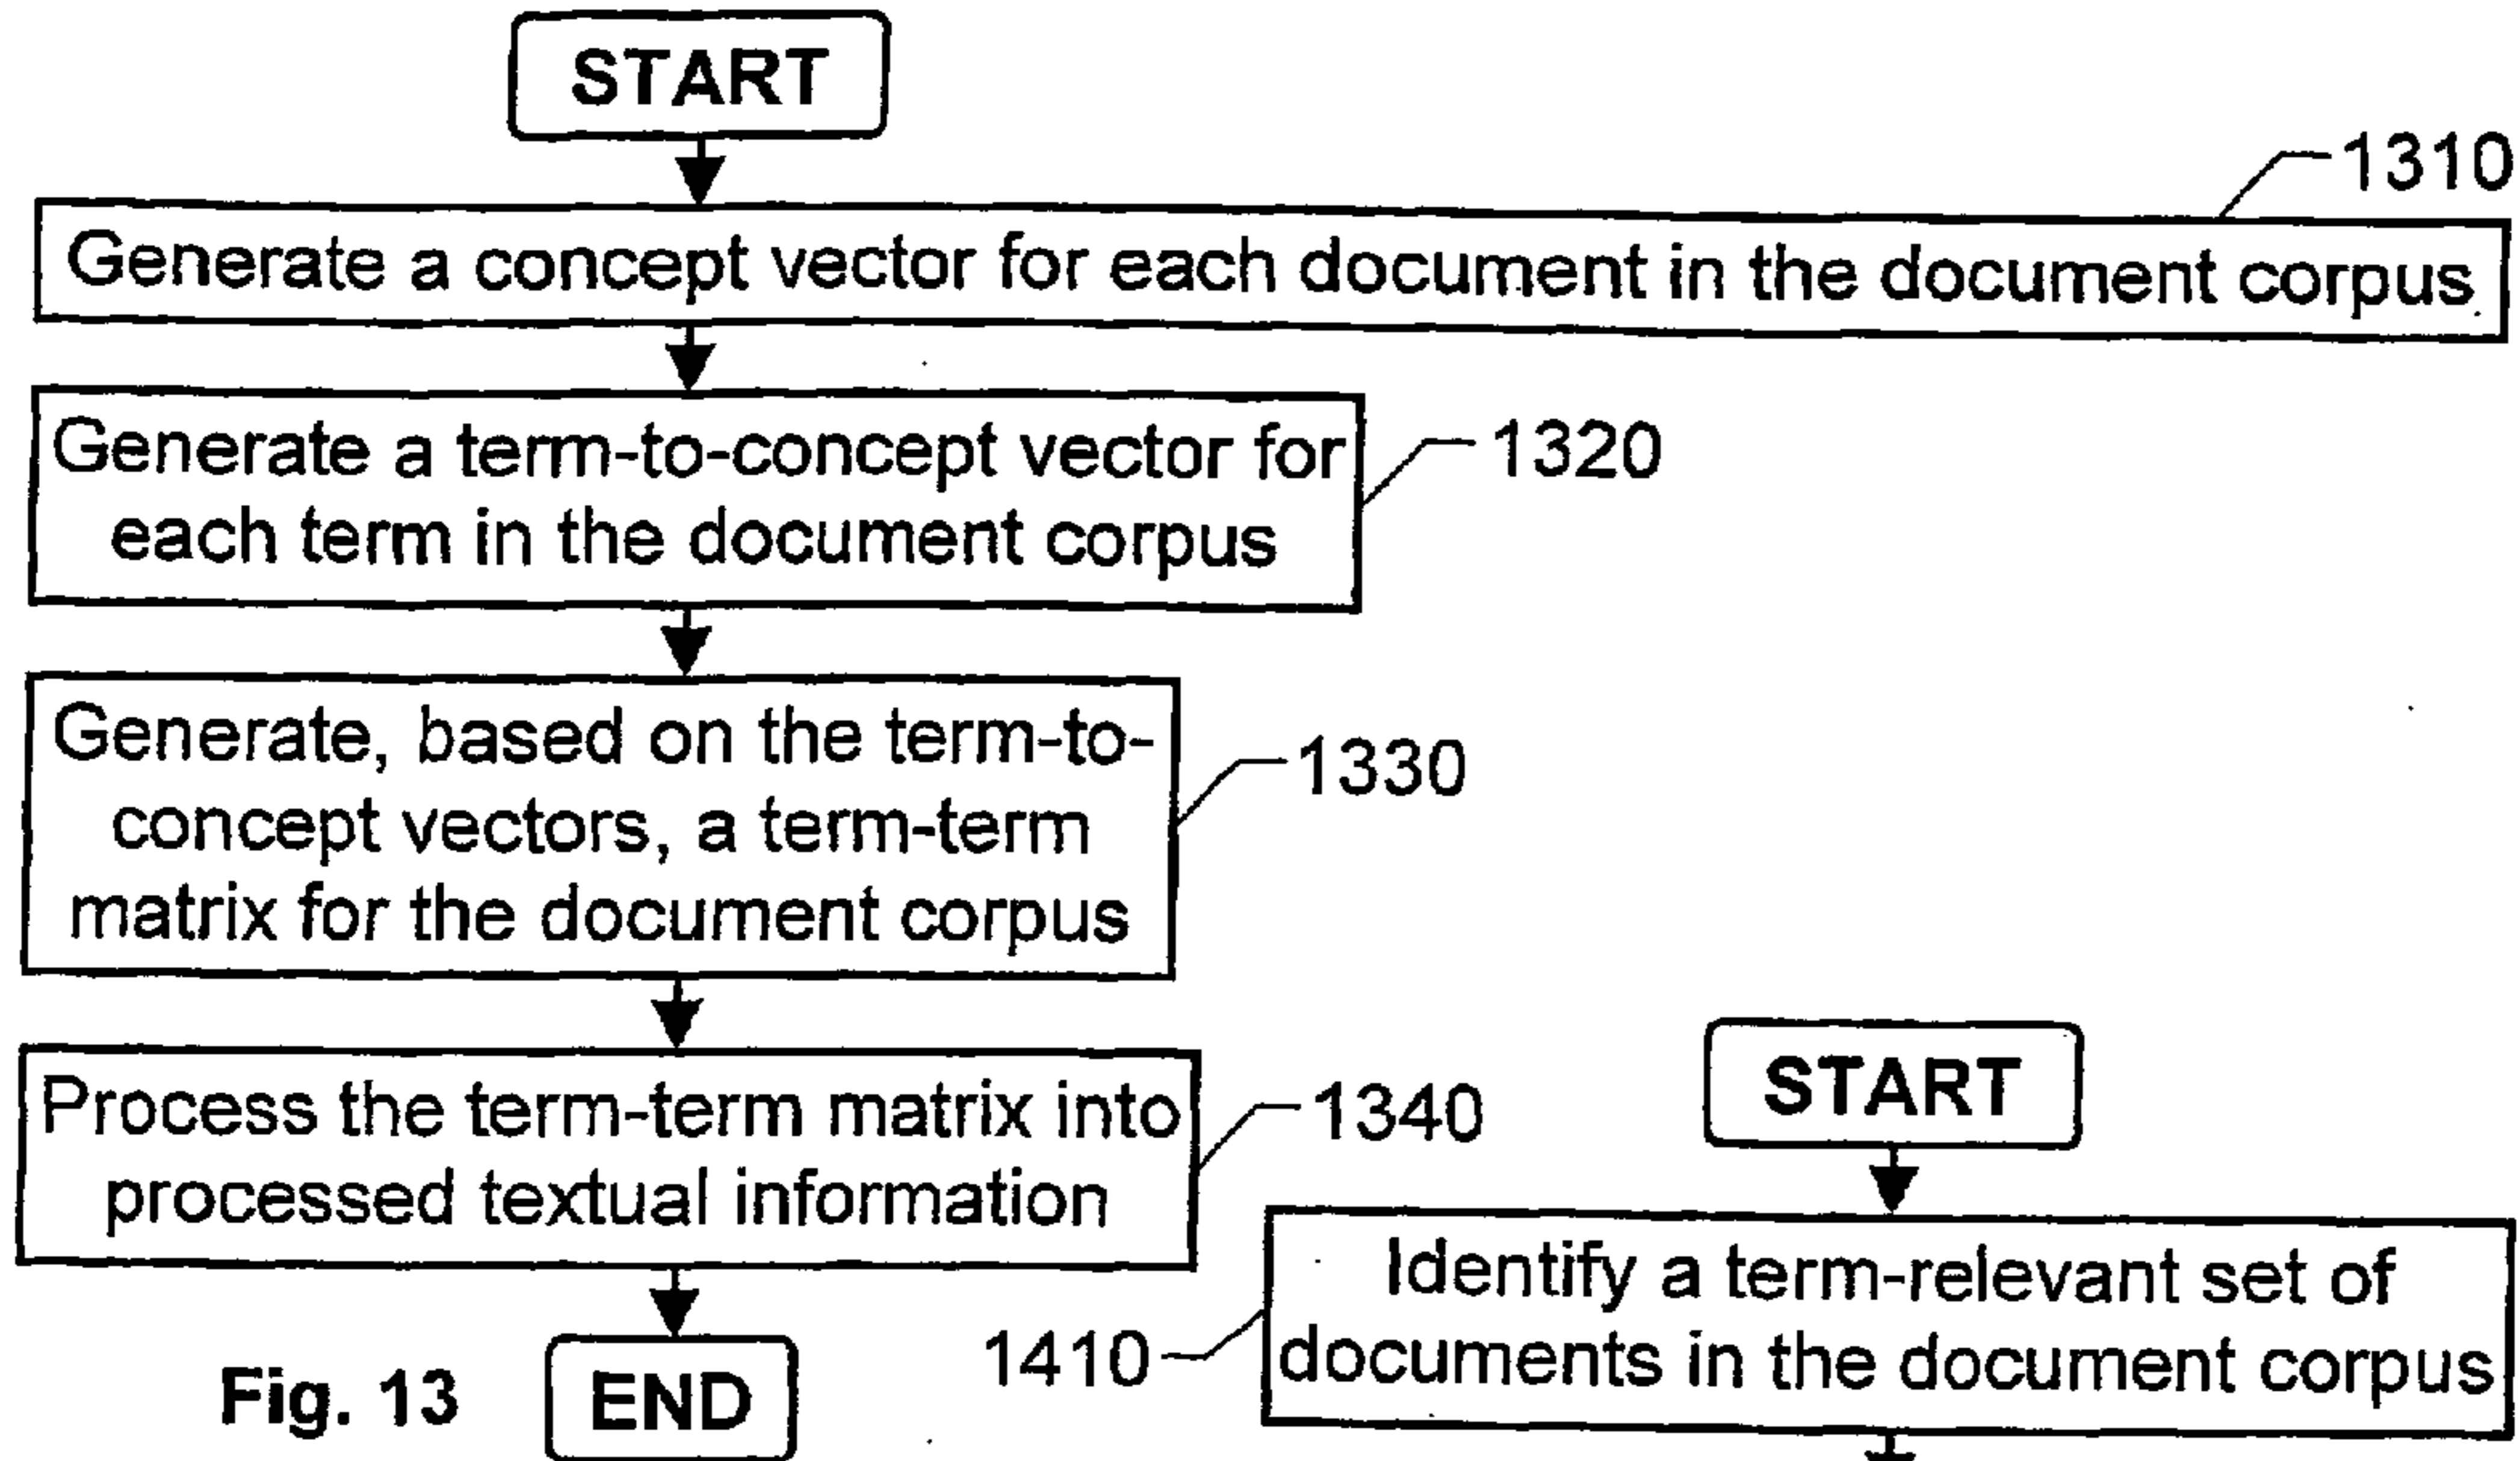 START
1310
Generate a concept vector for each document in the document corpus
Generate a term-to-concept vector for
each term in the document corpus
1320
Generate, based on the term-to-
concept vectors, a term-term
matrix for the document corpus
1330
Process the term-term matrix into
processed textual information
1340
END
Fig. 13
START
Identify a term-relevant set of
documents in the document corpus
1410